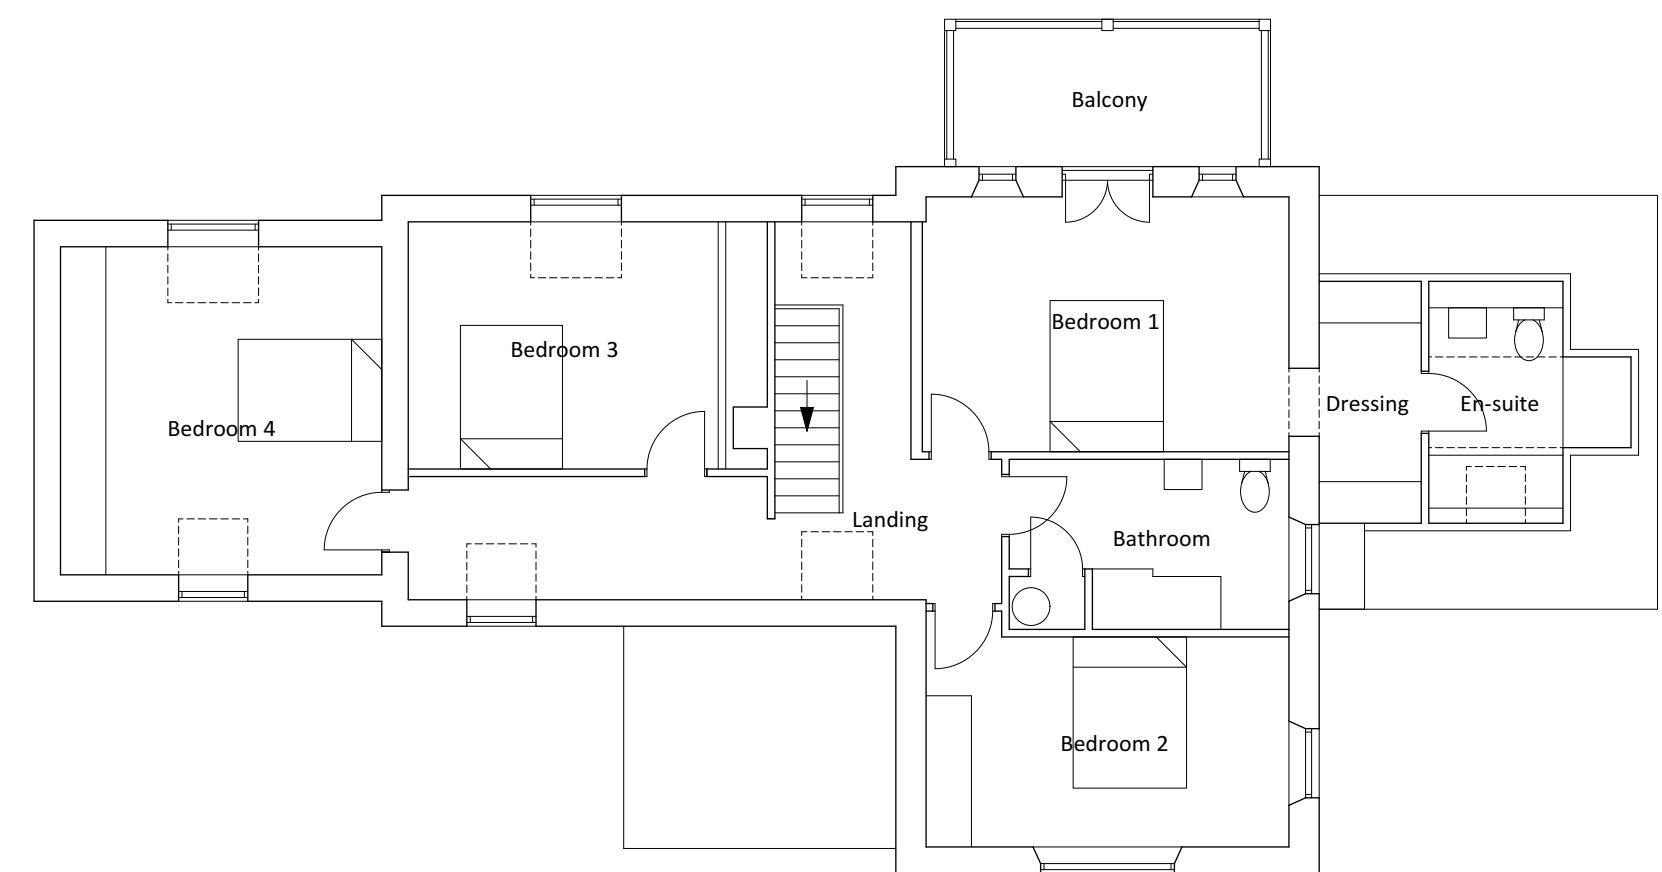 Balcony
Bedroom 1
Bedroom 3
Dressing
En-suite
Bedroom 4
Landing
Bathroom
Bedroom 2